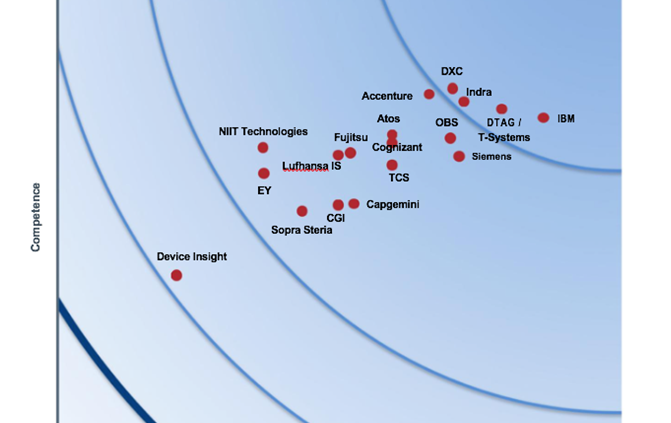 DXC
Accenture
Indra
Atos
OBS
DTAG /
T-Systems
IBM
NIIT Technologies
Fujitsu
Cognizant
Lufhansa IS
Siemens
TCS
EY
CGI
Capgemini
Sopra Steria
Device Insight
Competence